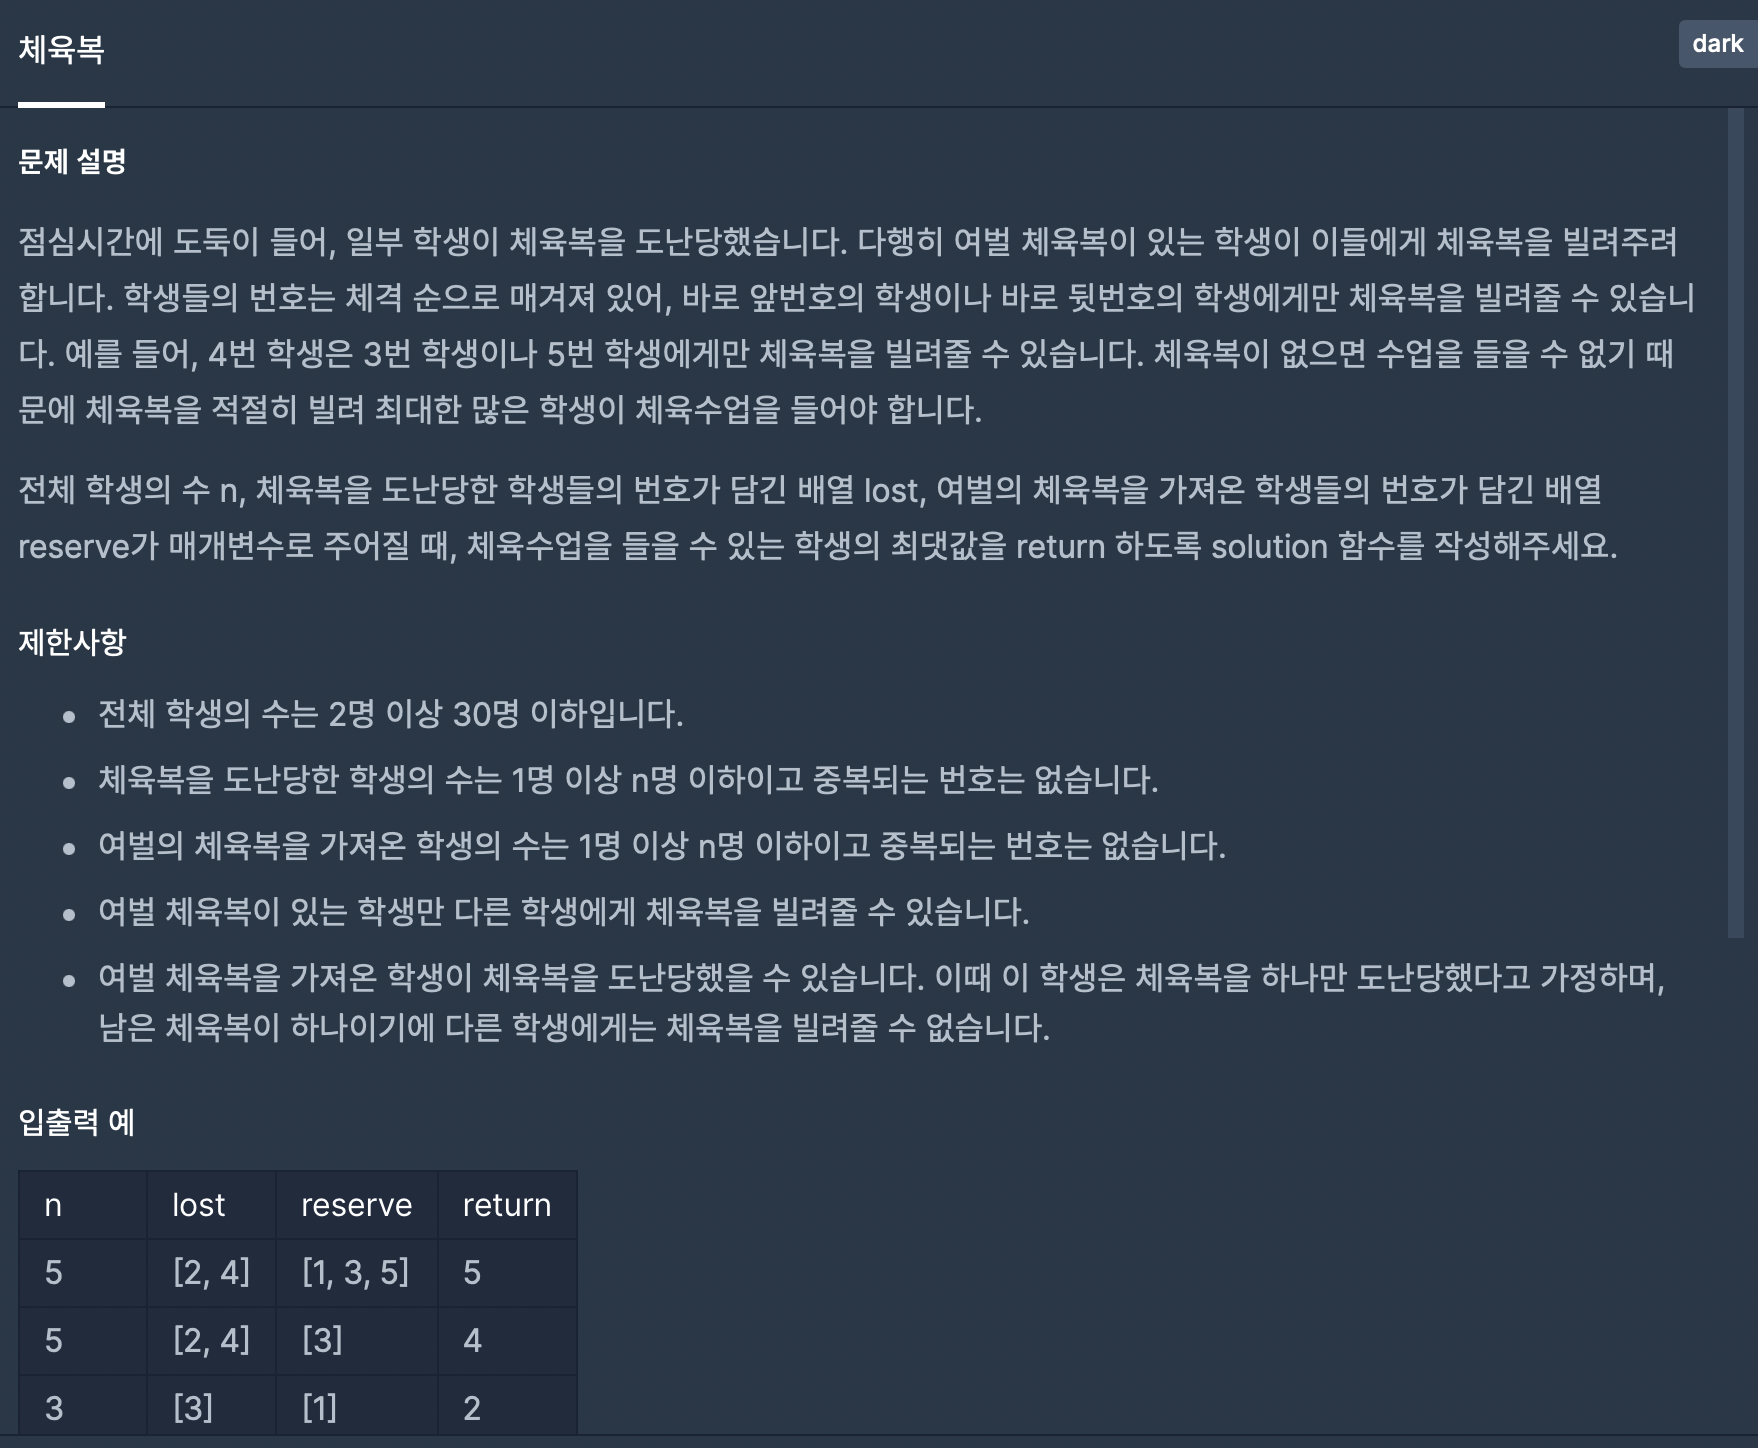 체육복
dark
문제 설명
점심시간에 도둑이 들어, 일부 학생이 체육복을 도난당했습니다. 다행히 여벌 체육복이 있는 학생이 이들에게 체육복을 빌려주려
합니다. 학생들의 번호는 체격 순으로 매겨져 있어, 바로 앞번호의 학생이나 바로 뒷번호의 학생에게만 체육복을 빌려줄 수 있습니
다. 예를 들어, 4번 학생은 3번 학생이나 5번 학생에게만 체육복을 빌려줄 수 있습니다. 체육복이 없으면 수업을 들을 수 없기 때
문에 체육복을 적절히 빌려 최대한 많은 학생이 체육수업을 들어야 합니다.
전체 학생의 수 n, 체육복을 도난당한 학생들의 번호가 담긴 배열 lost, 여벌의 체육복을 가져온 학생들의 번호가 담긴 배열
reserve가 매개변수로 주어질 때, 체육수업을 들을 수 있는 학생의 최댓값을 return 하도록 solution 함수를 작성해주세요.
제한사항
• 전체 학생의 수는 2명 이상 30명 이하입니다.
• 체육복을 도난당한 학생의 수는 1명 이상 n명 이하이고 중복되는 번호는 없습니다.
• 여벌의 체육복을 가져온 학생의 수는 1명 이상 n명 이하이고 중복되는 번호는 없습니다.
• 여벌 체육복이 있는 학생만 다른 학생에게 체육복을 빌려줄 수 있습니다.
• 여벌 체육복을 가져온 학생이 체육복을 도난당했을 수 있습니다. 이때 이 학생은 체육복을 하나만 도난당했다고 가정하며,
남은 체육복이 하나이기에 다른 학생에게는 체육복을 빌려줄 수 없습니다.
입출력 예
n lost reserve return
5 [2, 4] [1, 3, 5] 5
5 [2, 4] [3] 4
3 [3] [1] 2